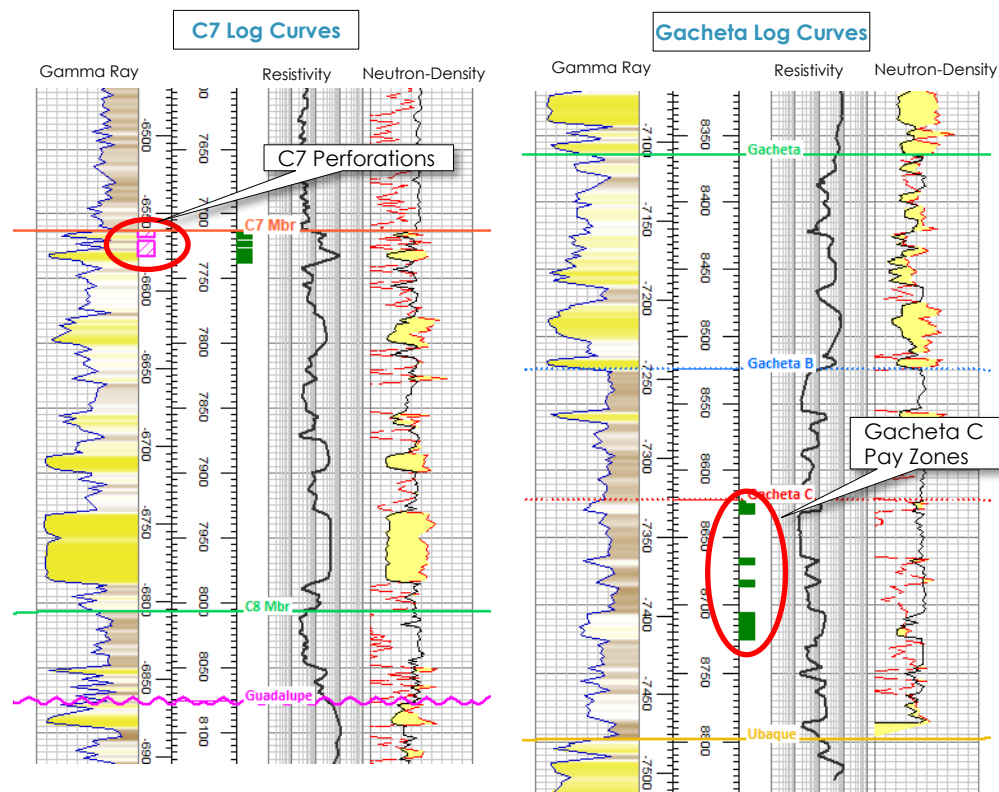 C7 Log Curves
Gamma Ray
Resistivity
Neutron-Density
C7 Perforations
C7 Mbr
C8 Mbr
Guadalupe
-6500
-6600
-6650
-6700
-6750
-6800
-6850
7650
7700
7750
7800
7850
7900
7950
8000
8050
8100
Gacheta Log Curves
Gamma Ray
Resistivity
Neutron-Density
Gacheta
Gacheta B
Gacheta C
Gacheta C
Pay Zones
Ubaque
-7100
-7150
-7200
-7250
-7300
-7350
-7400
-7450
-7500
8350
8400
8450
8500
8550
8600
8650
8700
8750
8800